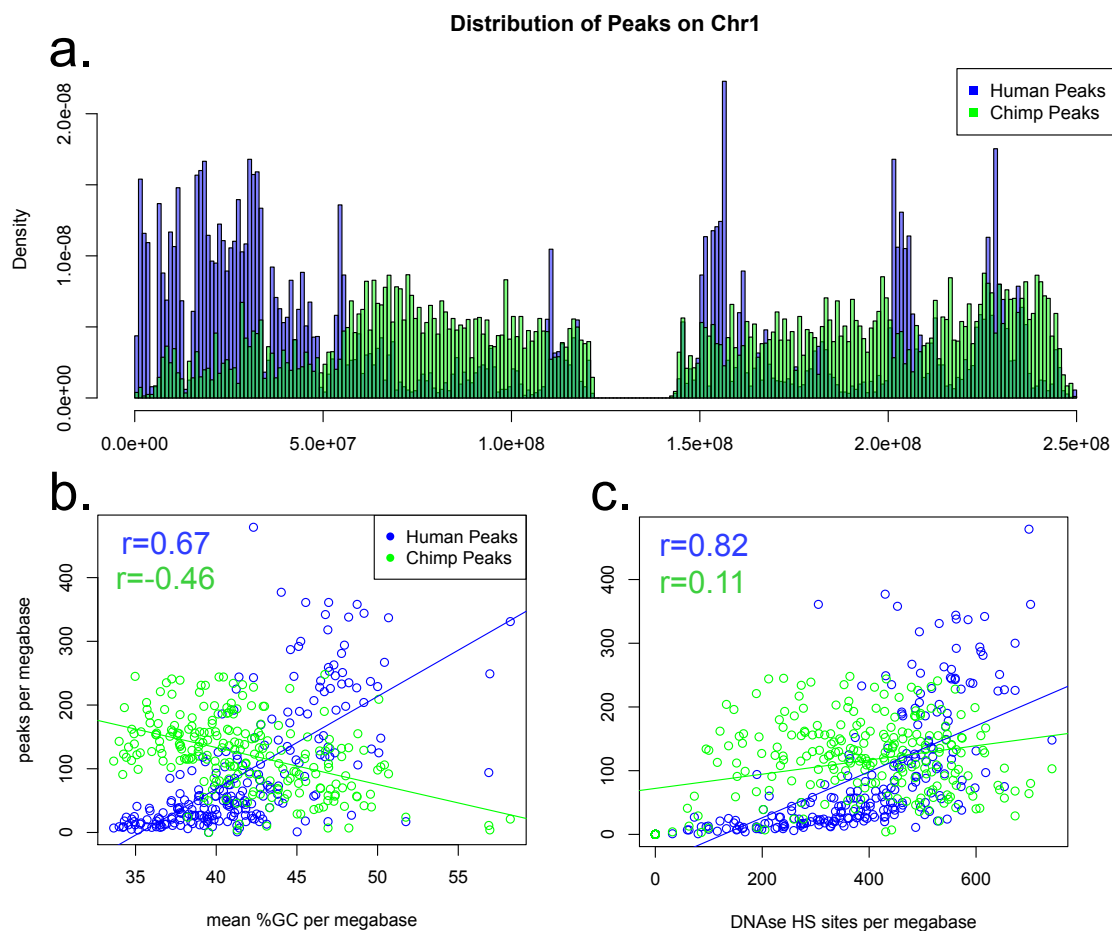 Distribution of Peaks on Chr1
a.
Human Peaks
Chimp Peaks
Density
2.0e-08
1.0e-08
0.0e+00
0.0e+00 5.0e+07 1.0e+08 1.5e+08 2.0e+08 2.5e+08
b.
r=0.67
r=-0.46
Human Peaks
Chimp Peaks
peaks per megabase
400
300
200
100
0
35 40 45 50 55
mean %GC per megabase
c.
r=0.82
r=0.11
400
300
200
100
0
0 200 400 600
DNAse HS sites per megabase